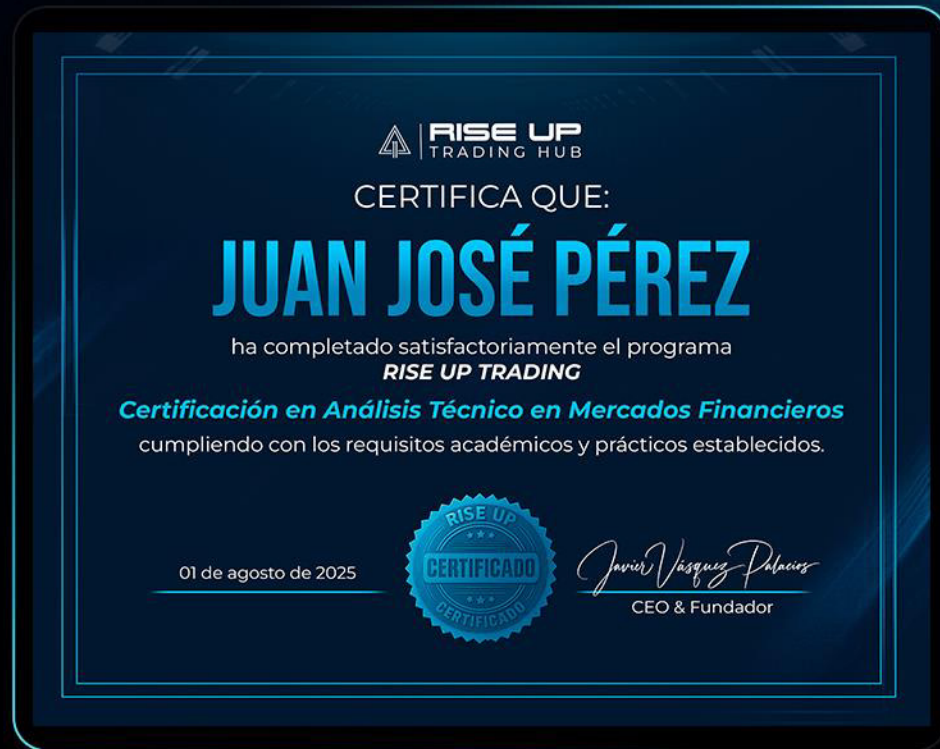 RISE UP
TRADING HUB
CERTIFICA QUE:
JUAN JOSÉ PÉREZ
ha completado satisfactoriamente el programa
RISE UP TRADING
Certificación en Análisis Técnico en Mercados Financieros
cumpliendo con los requisitos académicos y prácticos establecidos.
01 de agosto de 2025
RISE UP
CERTIFICADO
CERTIFICADO
Javier Vásquez Palacios
CEO & Fundador